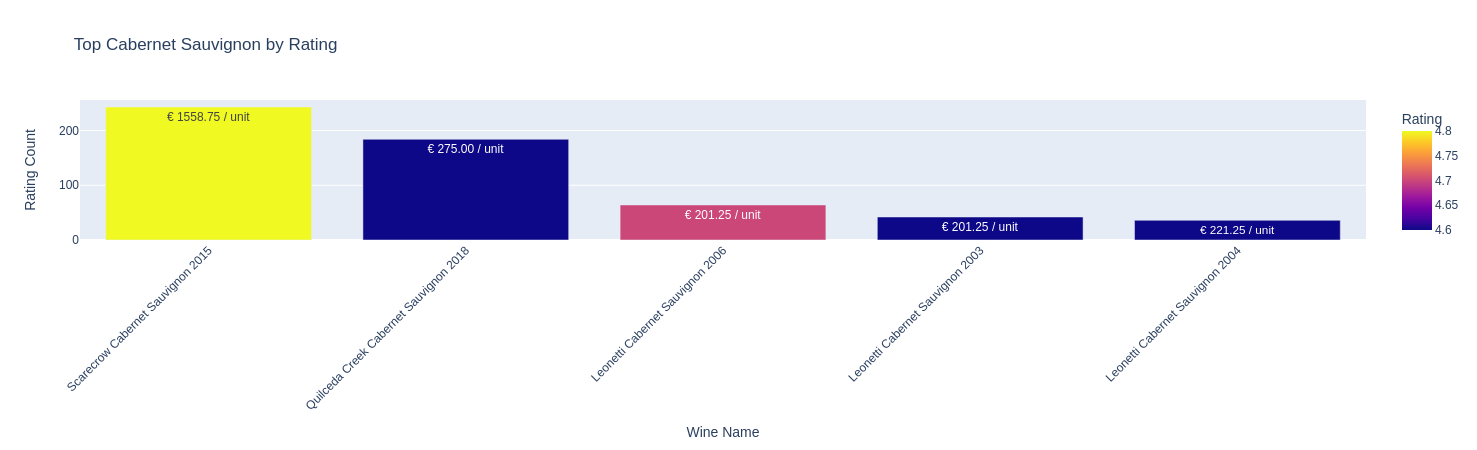 Top Cabernet Sauvignon by Rating
Rating Count
200
100
0
€ 1558.75 / unit
€ 275.00 / unit
€ 201.25 / unit
€ 201.25 / unit
€ 221.25 / unit
Scarecrow Cabernet Sauvignon 2015
Quilceda Creek Cabernet Sauvignon 2018
Leonetti Cabernet Sauvignon 2006
Leonetti Cabernet Sauvignon 2003
Leonetti Cabernet Sauvignon 2004
Wine Name
Rating
4.8
4.75
4.7
4.65
4.6